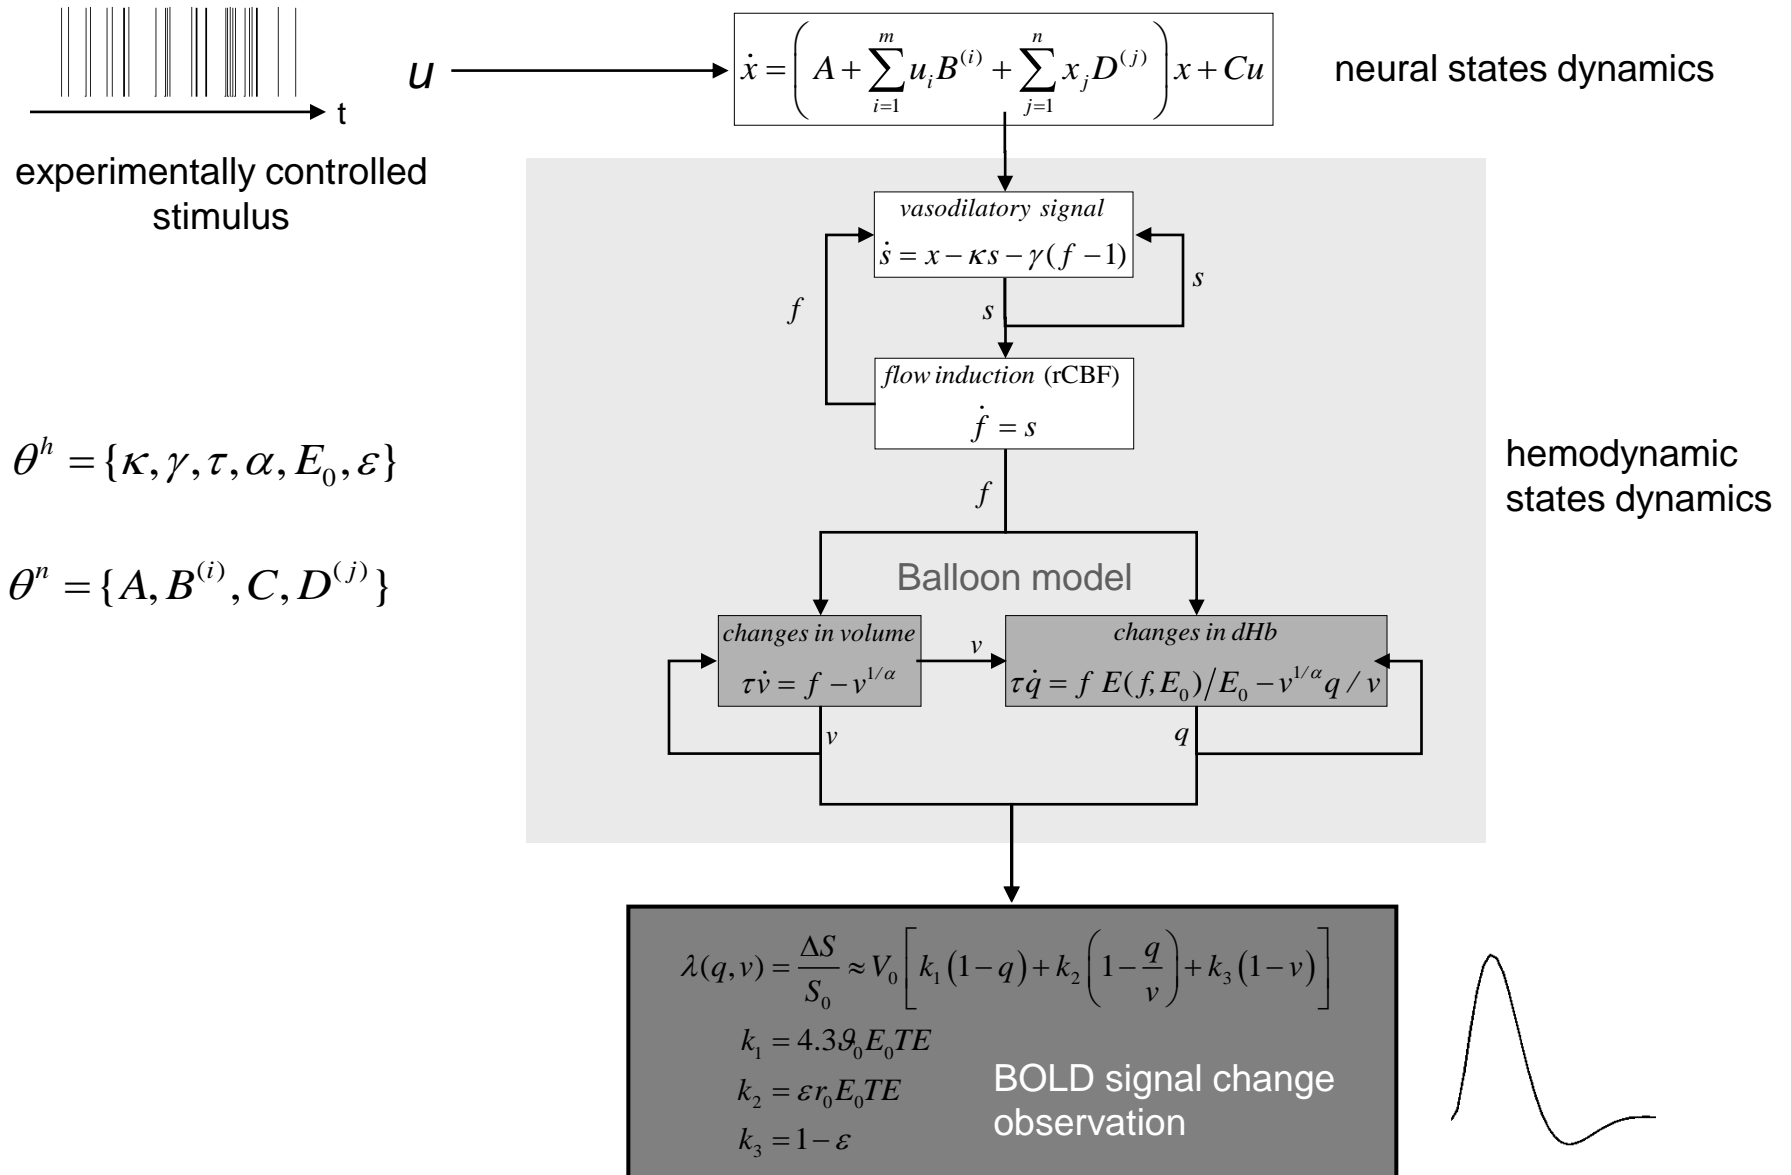 t
experimentally controlled
stimulus
u
ẋ = ( A + ∑_{i=1}^{m} u_i B^{(i)} + ∑_{j=1}^{n} x_j D^{(j)} ) x + Cu
neural states dynamics
vasodilatory signal
ṡ = x − κs − γ(f − 1)
f
s
s
flow induction (rCBF)
ḟ = s
f
θ^h = {κ, γ, τ, α, E_0, ε}
θ^n = {A, B^{(i)}, C, D^{(j)}}
hemodynamic
states dynamics
Balloon model
changes in volume
τv̇ = f − v^{1/α}
v
changes in dHb
τq̇ = f E(f,E_0)/E_0 − v^{1/α} q / v
v
q
λ(q, v) = ΔS/S_0 ≈ V_0 [ k_1 (1 − q) + k_2 (1 − q/v) + k_3 (1 − v) ]
k_1 = 4.3ϑ_0 E_0 TE
k_2 = εr_0 E_0 TE
k_3 = 1 − ε
BOLD signal change
observation